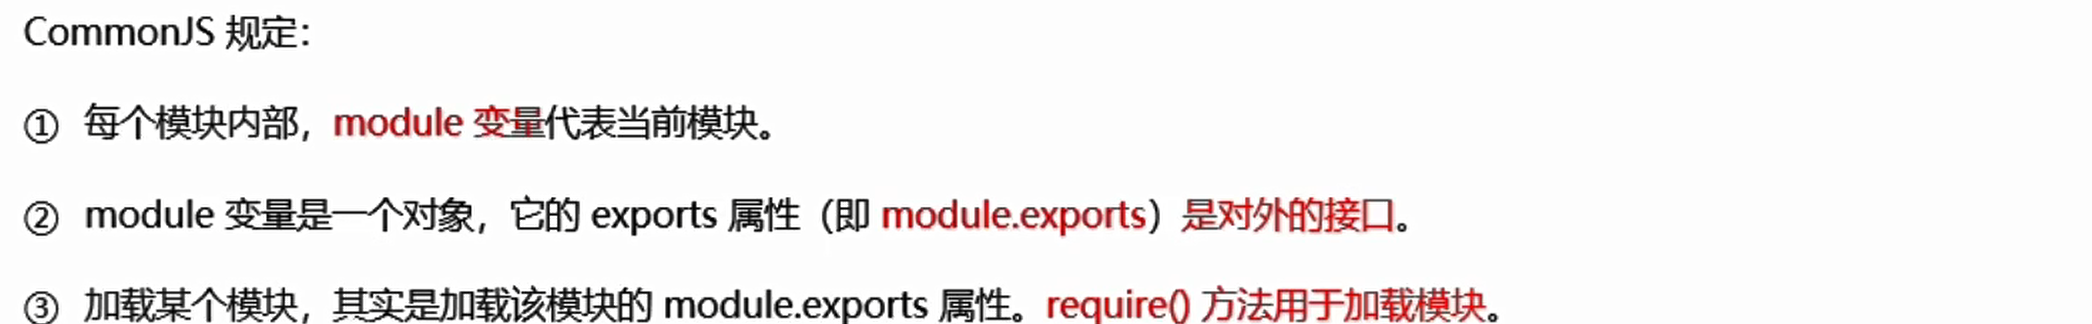 CommonJS 规定：
① 每个模块内部，module 变量代表当前模块。
② module 变量是一个对象，它的 exports 属性（即 module.exports）是对外的接口。
③ 加载某个模块，其实是加载该模块的 module.exports 属性。require() 方法用于加载模块。